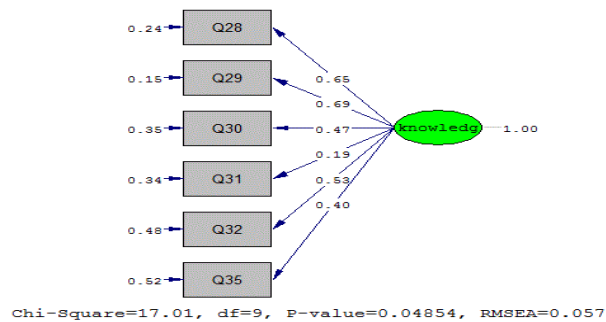 0.24 Q28
0.65
0.15 Q29
0.69
0.35 Q30 0.47 knowledg 1.00
0.19
0.34 Q31
0.53
0.48 Q32
0.40
0.52 Q35
Chi-Square=17.01, df=9, P-value=0.04854, RMSEA=0.057